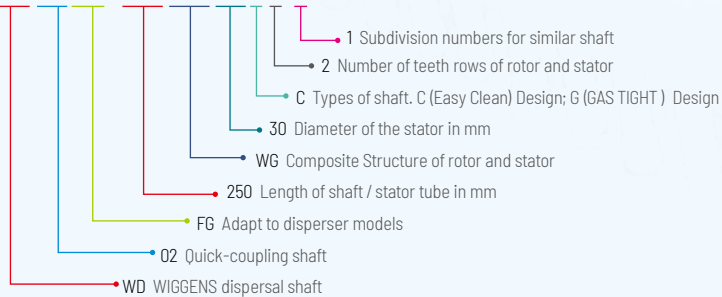 1 Subdivision numbers for similar shaft
2 Number of teeth rows of rotor and stator
C Types of shaft. C (Easy Clean) Design; G (GAS TIGHT ) Design
30 Diameter of the stator in mm
WG Composite Structure of rotor and stator
250 Length of shaft / stator tube in mm
FG Adapt to disperser models
02 Quick-coupling shaft
WD WIGGENS dispersal shaft